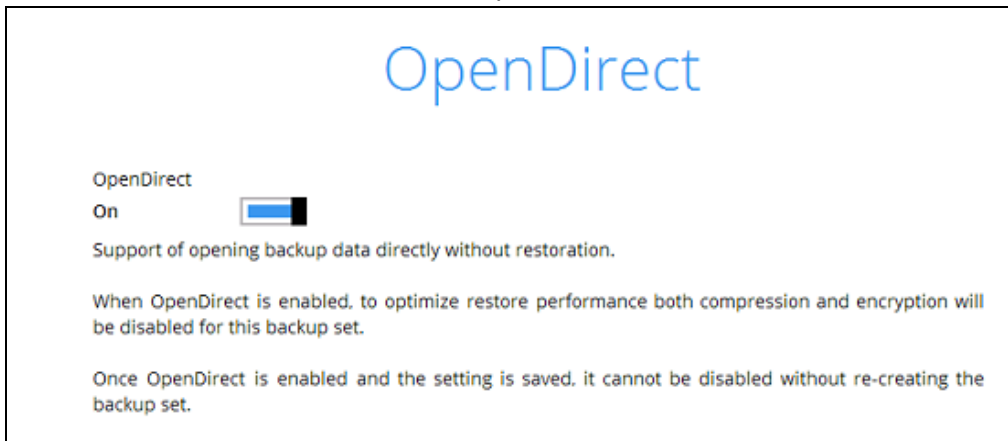 OpenDirect
OpenDirect
On
Support of opening backup data directly without restoration.
When OpenDirect is enabled, to optimize restore performance both compression and encryption will
be disabled for this backup set.
Once OpenDirect is enabled and the setting is saved, it cannot be disabled without re-creating the
backup set.